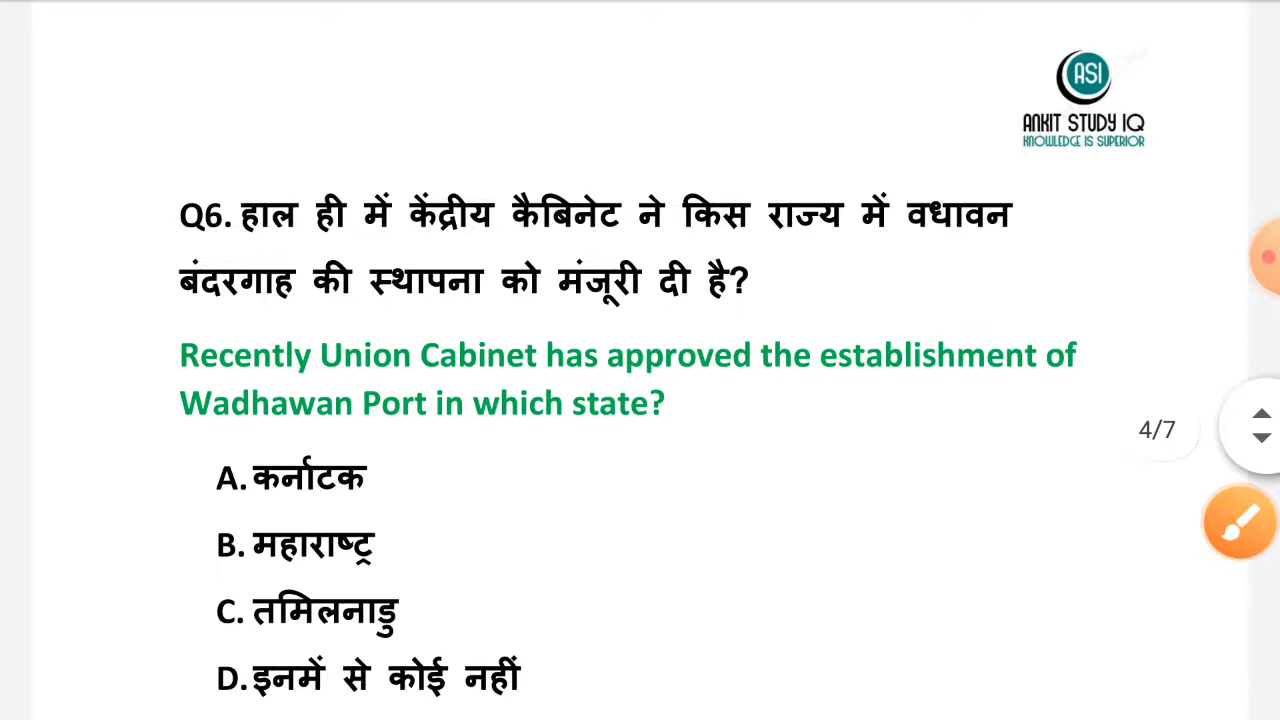 ASI
ANKIT STUDY IQ
KNOWLEDGE IS SUPERIOR
Q6. हाल ही में केंद्रीय कैबिनेट ने किस राज्य में वधावन
बंदरगाह की स्थापना को मंजूरी दी है?
Recently Union Cabinet has approved the establishment of
Wadhawan Port in which state?
4/7
A. कर्नाटक
B. महाराष्ट्र
C. तमिलनाडु
D. इनमें से कोई नहीं